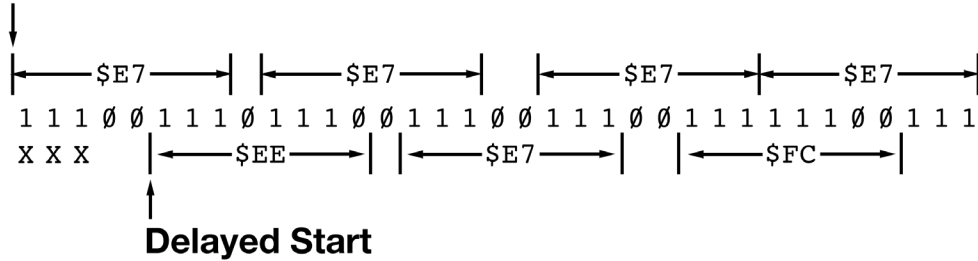 $E7 $E7 $E7 $E7
1 1 1 Ø Ø 1 1 1 Ø 1 1 1 Ø Ø 1 1 1 Ø Ø 1 1 1 Ø Ø 1 1 1 1 1 1 Ø Ø 1 1 1
X X X $EE $E7 $FC
Delayed Start